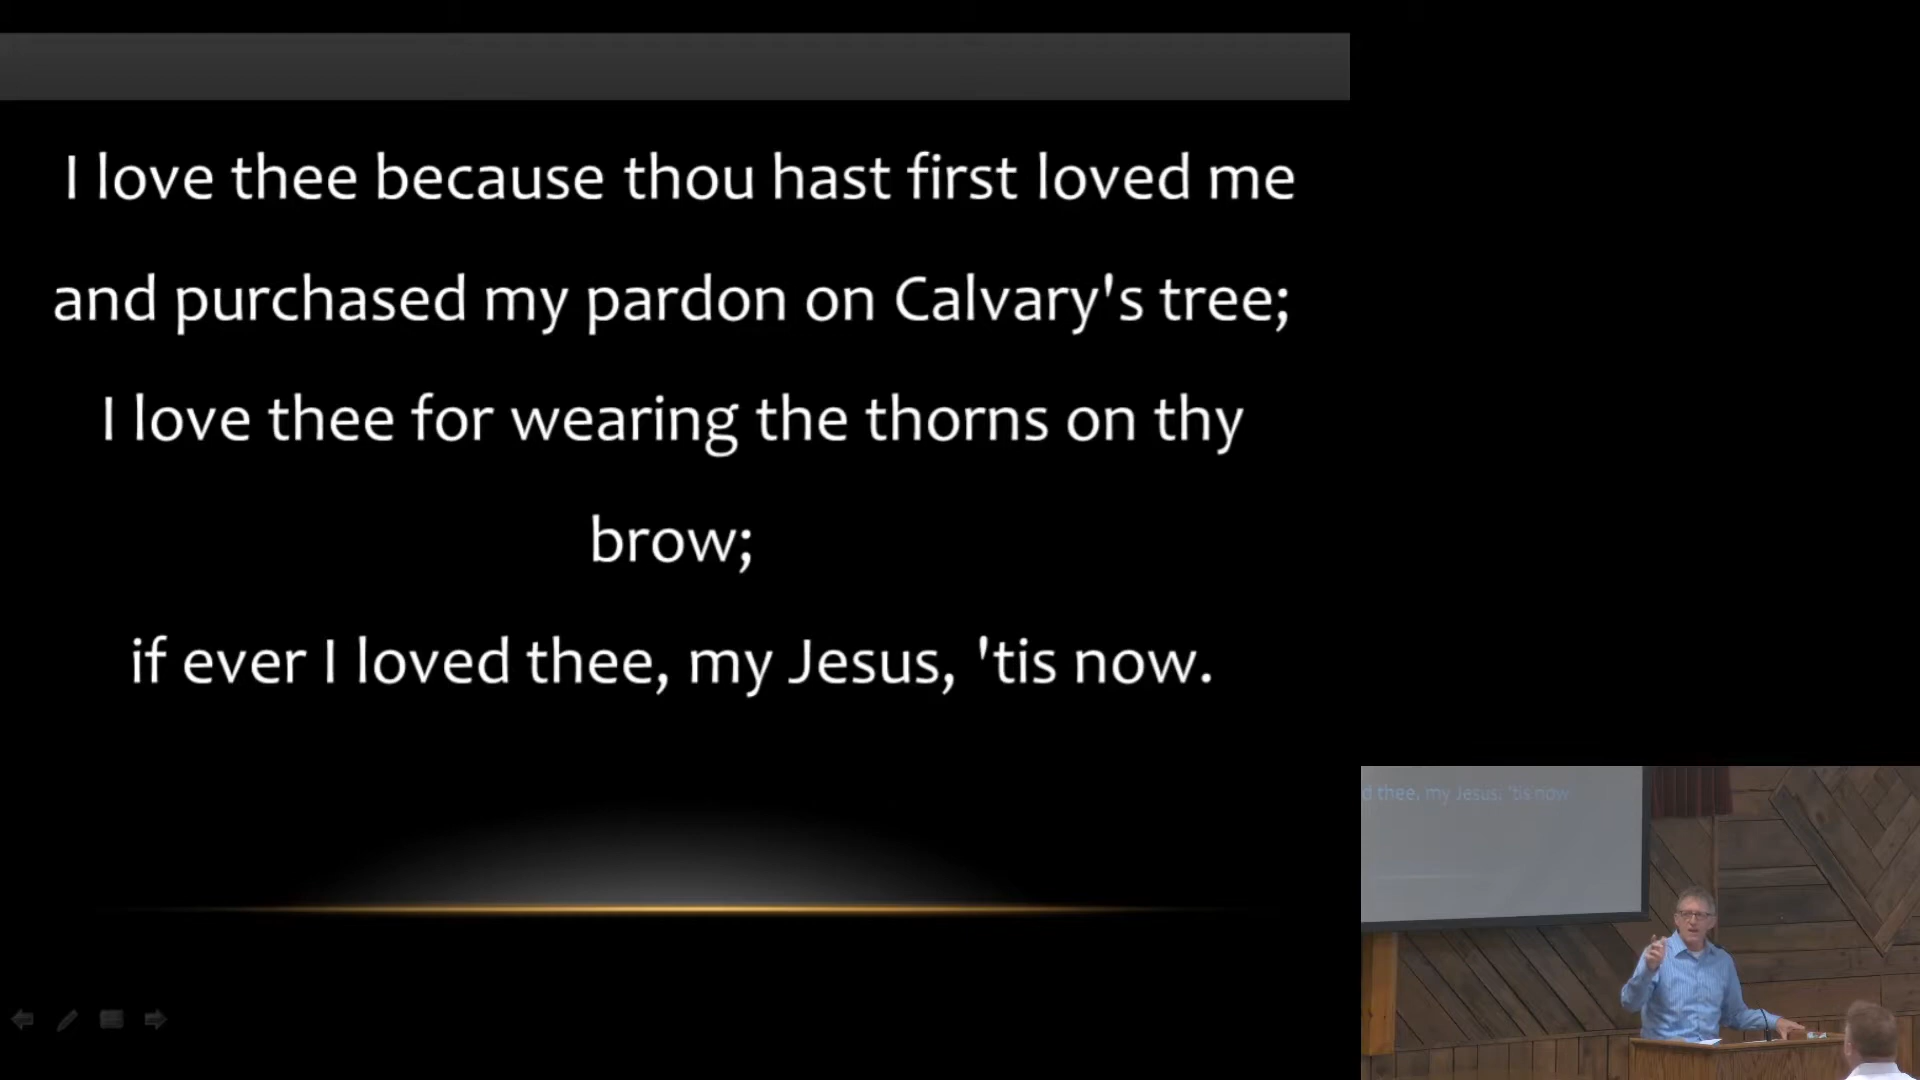 I love thee because thou hast first loved me
and purchased my pardon on Calvary's tree;
I love thee for wearing the thorns on thy
brow;
if ever I loved thee, my Jesus, 'tis now.
d thee, my Jesus, 'tis now